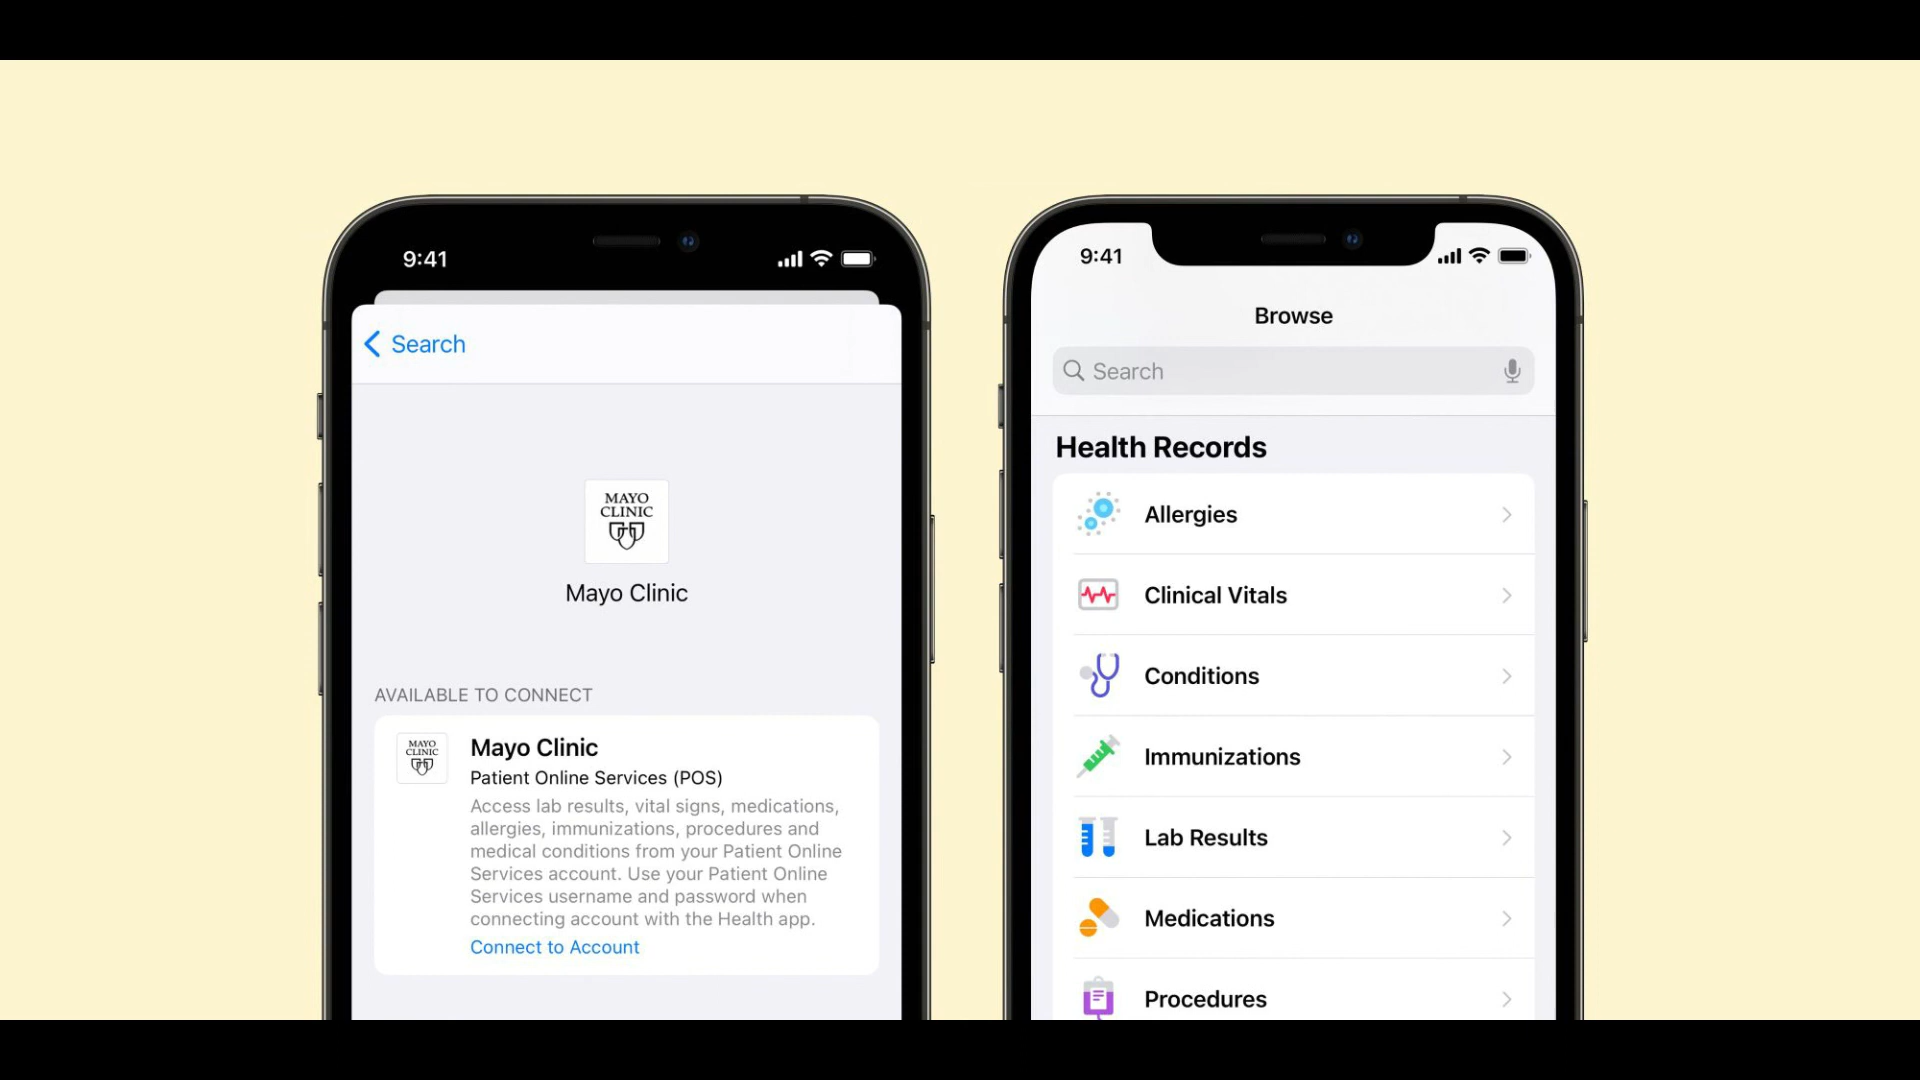 9:41
Search
MAYO
CLINIC
Mayo Clinic
AVAILABLE TO CONNECT
MAYO
CLINIC
Mayo Clinic
Patient Online Services (POS)
Access lab results, vital signs, medications,
allergies, immunizations, procedures and
medical conditions from your Patient Online
Services account. Use your Patient Online
Services username and password when
connecting account with the Health app.
Connect to Account
9:41
Browse
Search
Health Records
Allergies
Clinical Vitals
Conditions
Immunizations
Lab Results
Medications
Procedures